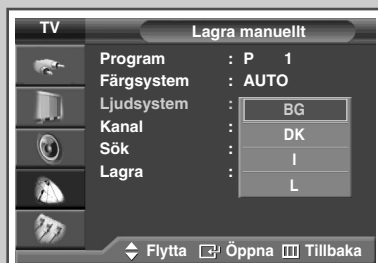 TV Lagra manuellt
Program : P 1
Färgsystem : AUTO
Ljudsystem : BG
Kanal : DK
Sök : I
Lagra : L
Flytta Öppna Tillbaka